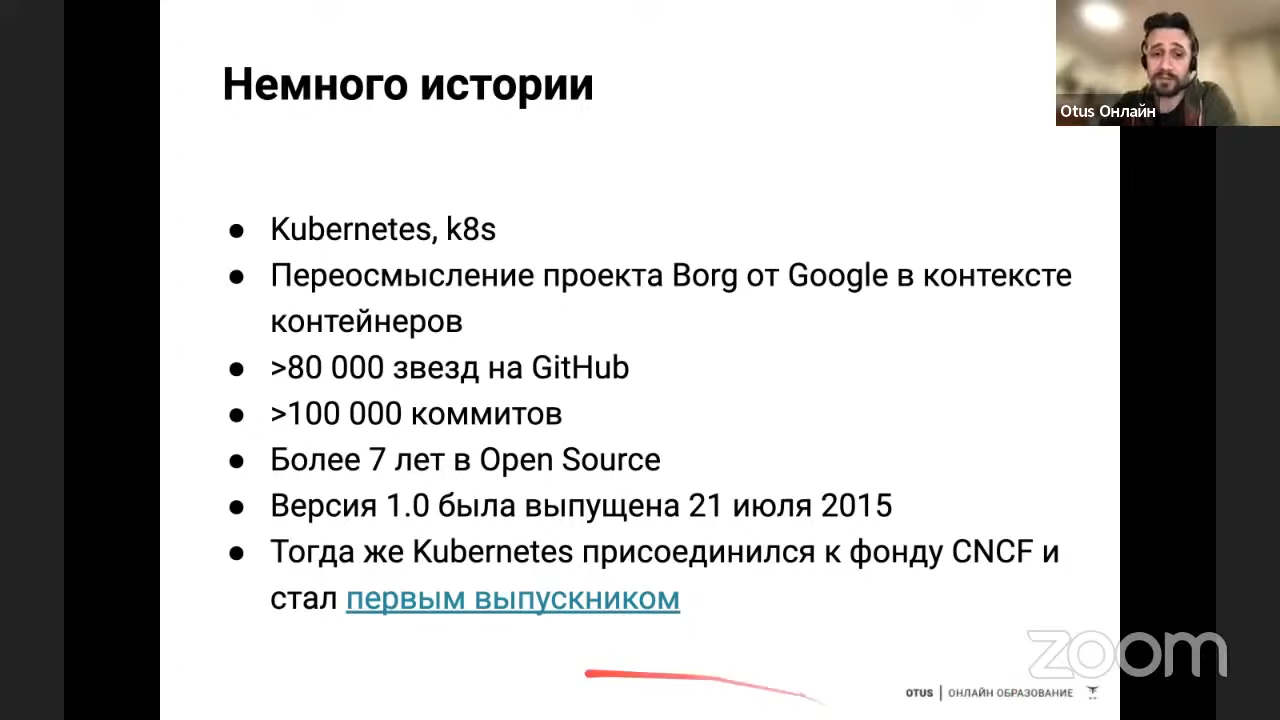 Немного истории
Otus Онлайн
● Kubernetes, k8s
● Переосмысление проекта Borg от Google в контексте
контейнеров
● >80 000 звезд на GitHub
● >100 000 коммитов
● Более 7 лет в Open Source
● Версия 1.0 была выпущена 21 июля 2015
● Тогда же Kubernetes присоединился к фонду CNCF и
стал первым выпускником
zoom
OTUS | ОНЛАЙН ОБРАЗОВАНИЕ